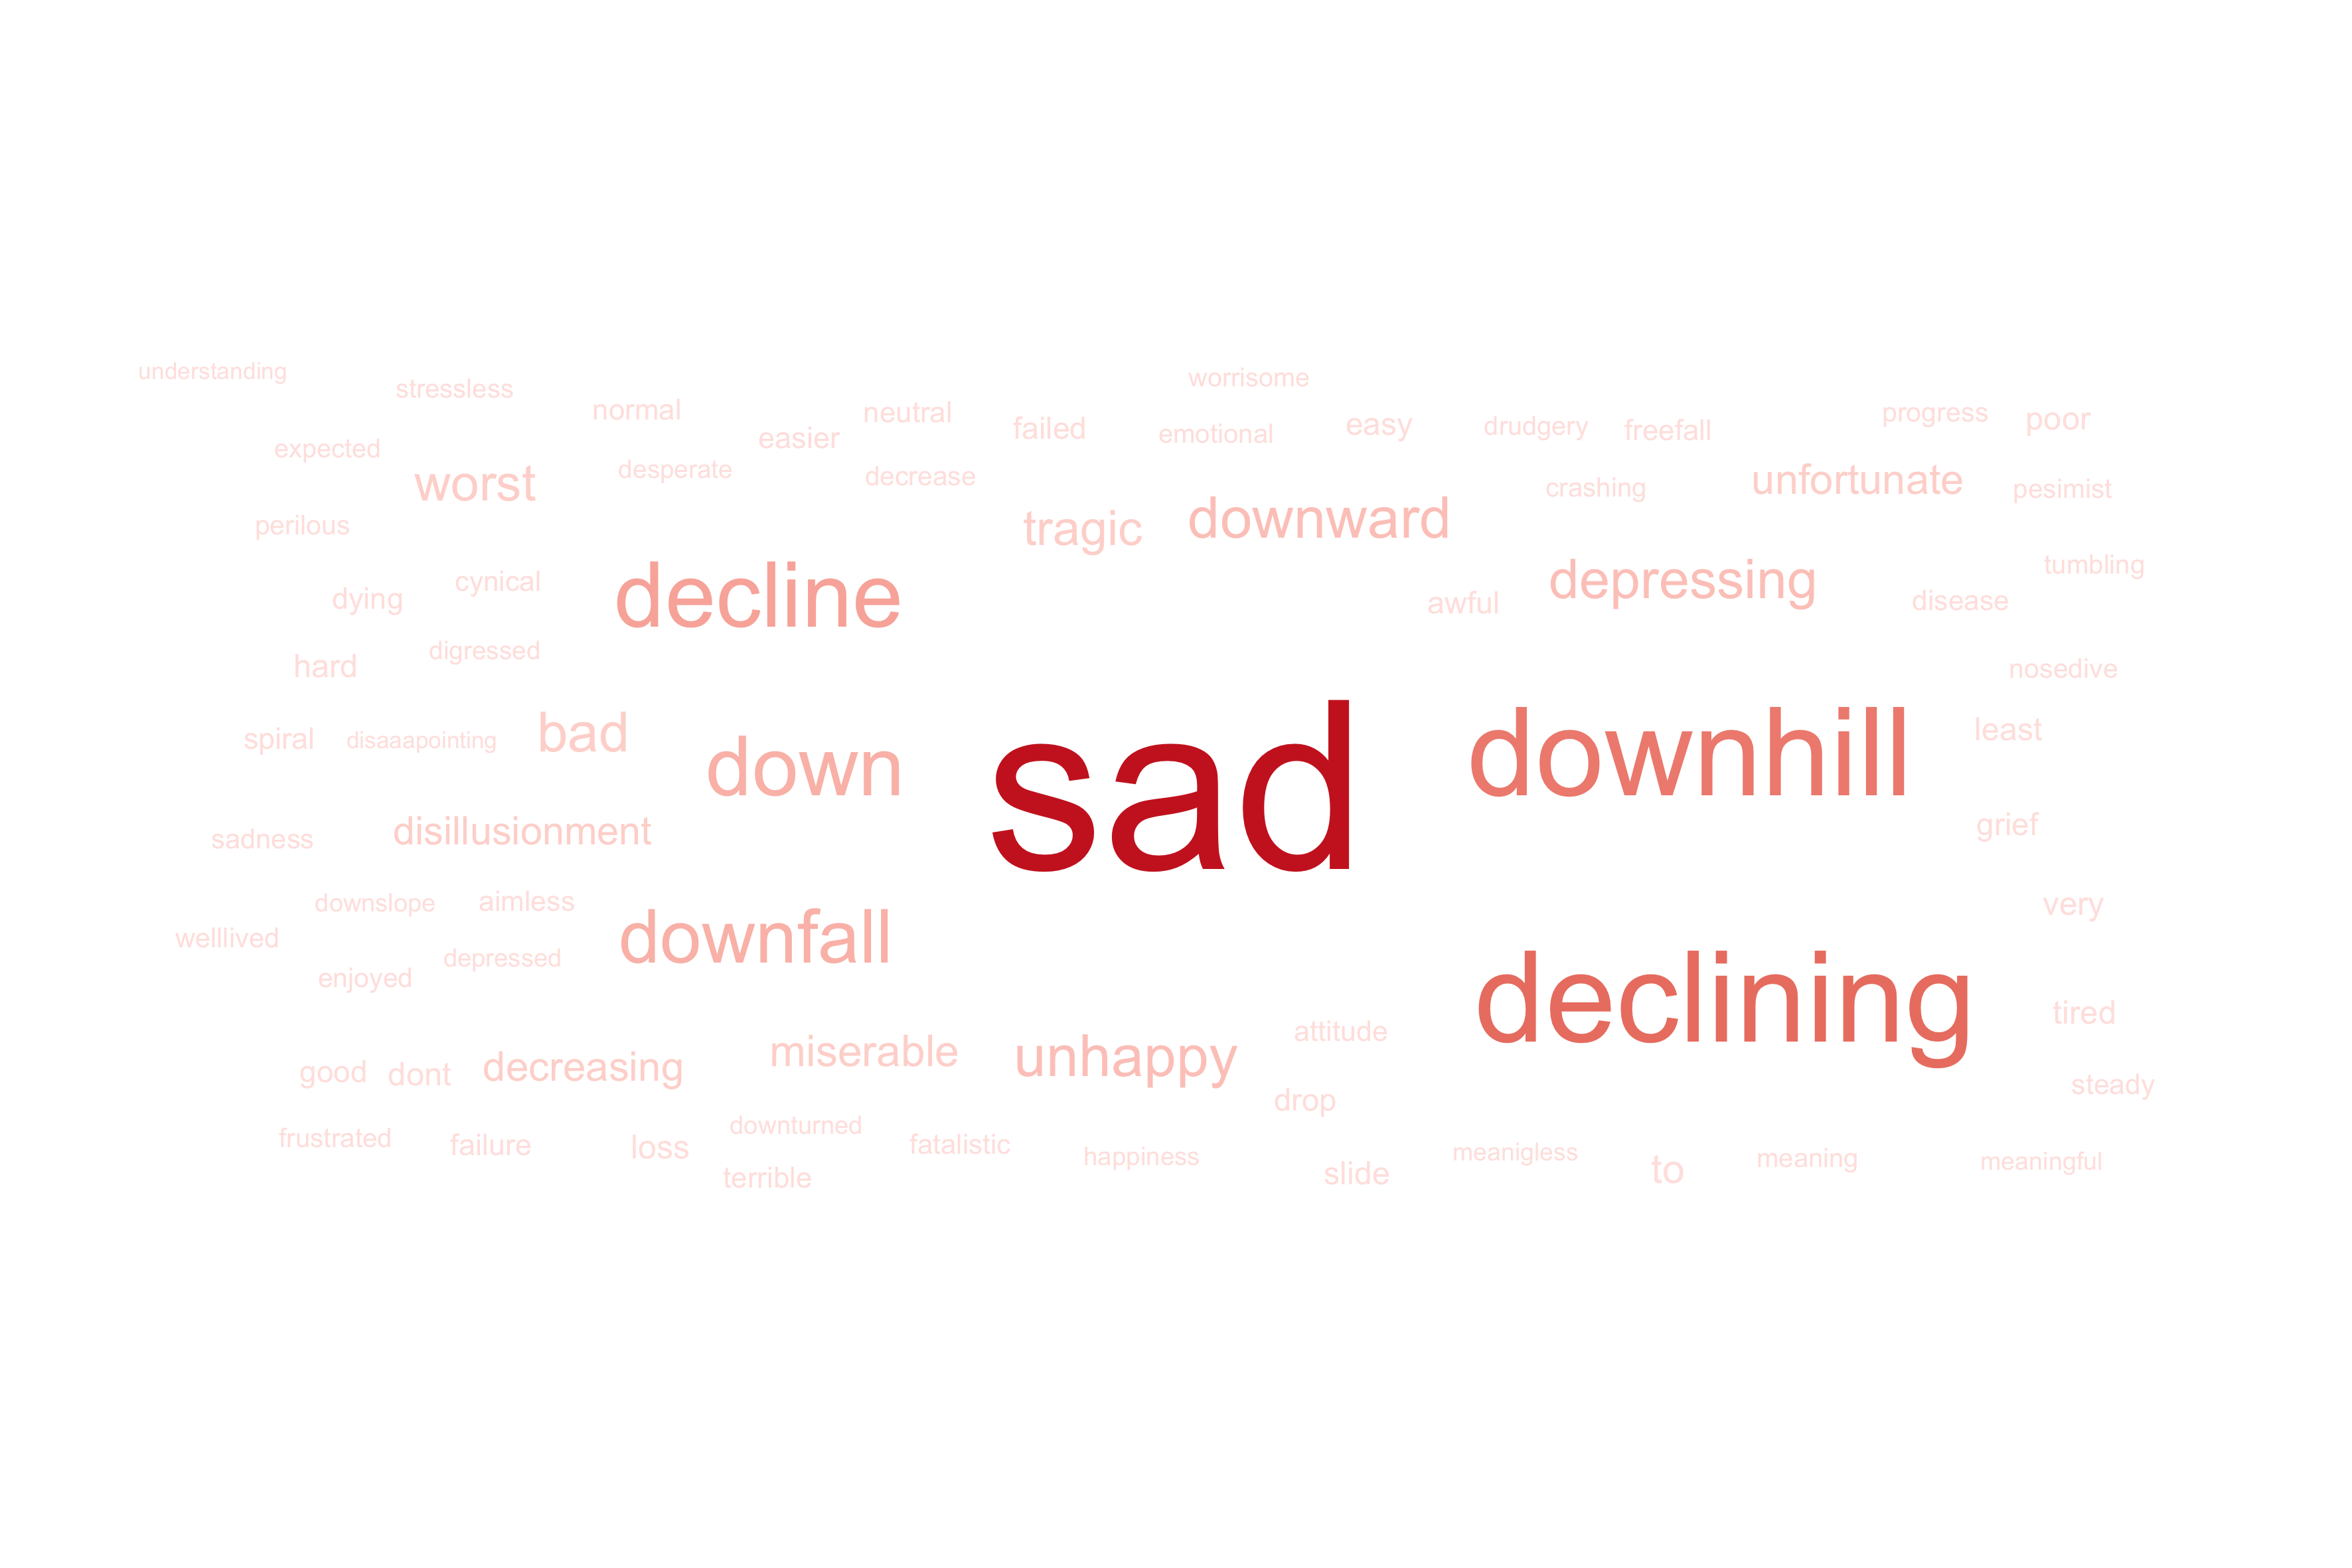 understanding
stressless
worrisome
normal
neutral
progress
poor
easier
failed
emotional
easy
drudgery
freefall
expected
worst
desperate
decrease
crashing
unfortunate
pesimist
perilous
tragic
downward
dying
cynical
decline
awful
depressing
disease
tumbling
hard
digressed
nosedive
spiral
disaaapointing
bad
down
sad
downhill
least
sadness
disillusionment
grief
downslope
aimless
very
welllived
enjoyed
depressed
downfall
declining
tired
attitude
good
dont
decreasing
miserable
unhappy
drop
steady
frustrated
failure
loss
downturned
terrible
fatalistic
happiness
slide
meanigless
to
meaning
meaningful